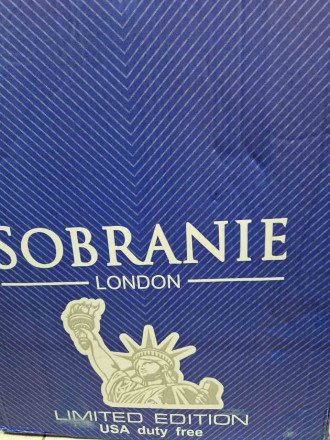 SOBRANIE
LONDON
LIMITED EDITION
USA duty free